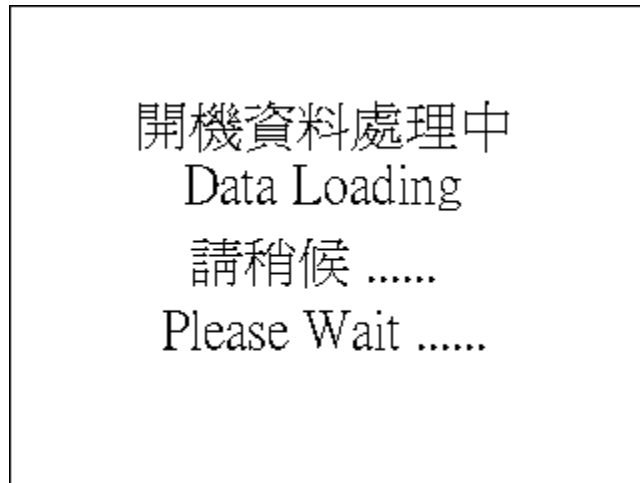 開機資料處理中
Data Loading
請稍候 ......
Please Wait ......